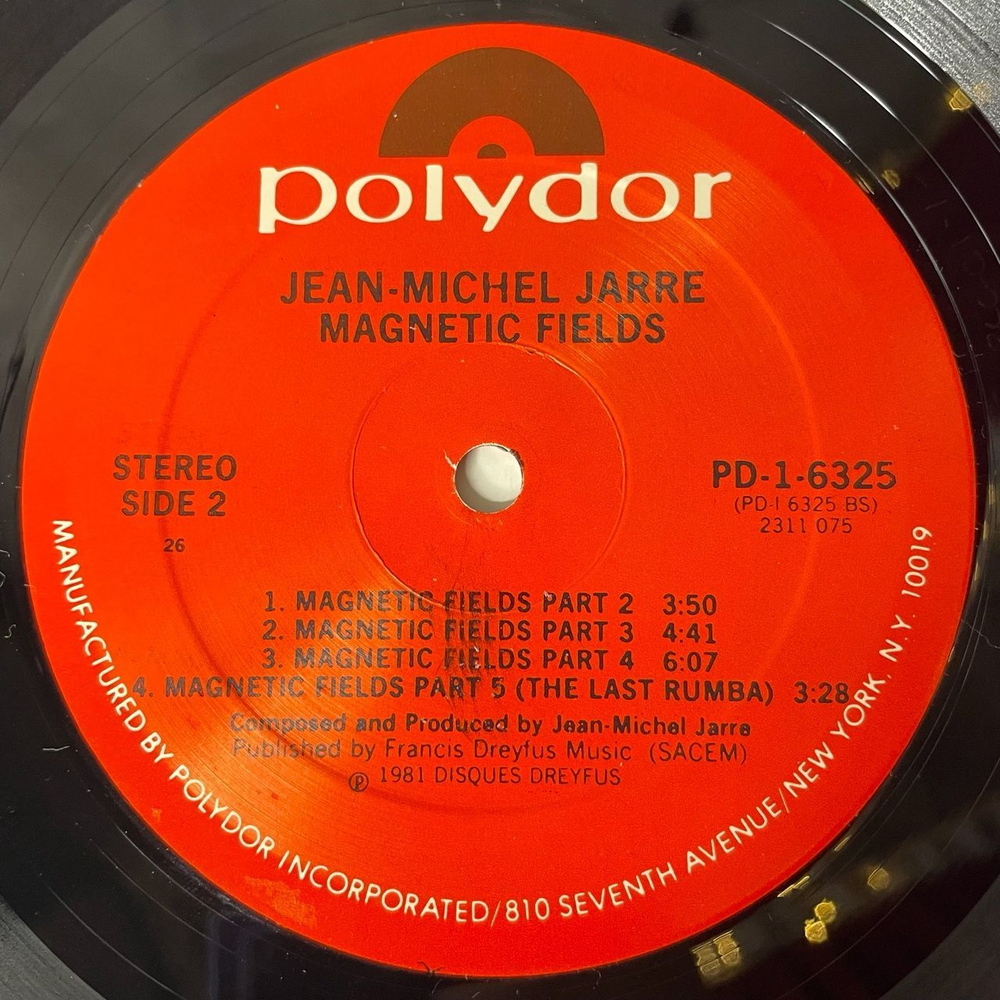 polydor
JEAN-MICHEL JARRE
MAGNETIC FIELDS
STEREO
SIDE 2
26
PD-1-6325
(PD-1 6325 BS)
2311 075
1. MAGNETIC FIELDS PART 2 3:50
2. MAGNETIC FIELDS PART 3 4:41
3. MAGNETIC FIELDS PART 4 6:07
4. MAGNETIC FIELDS PART 5 (THE LAST RUMBA) 3:28
Composed and Produced by Jean-Michel Jarre
Published by Francis Dreyfus Music (SACEM)
℗ 1981 DISQUES DREYFUS
MANUFACTURED BY POLYDOR INCORPORATED/810 SEVENTH AVENUE/NEW YORK, N.Y. 10019